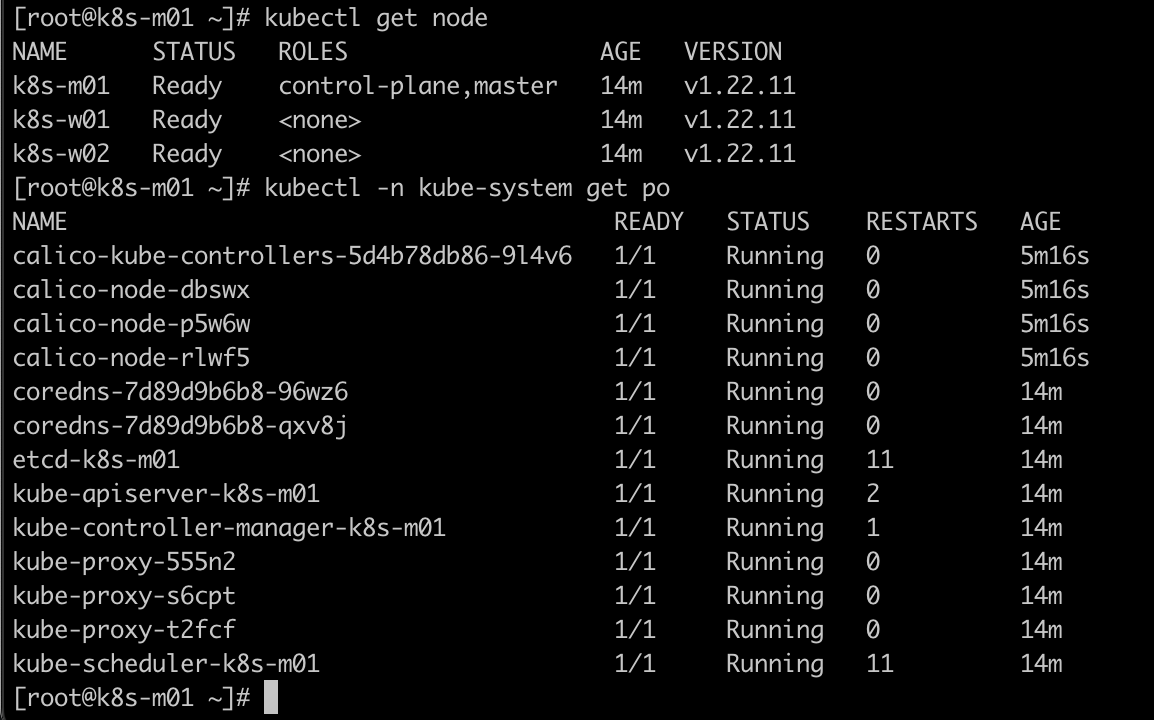 [root@k8s-m01 ~]# kubectl get node
NAME      STATUS   ROLES                  AGE   VERSION
k8s-m01   Ready    control-plane,master   14m   v1.22.11
k8s-w01   Ready    <none>                 14m   v1.22.11
k8s-w02   Ready    <none>                 14m   v1.22.11
[root@k8s-m01 ~]# kubectl -n kube-system get po
NAME                                       READY   STATUS    RESTARTS   AGE
calico-kube-controllers-5d4b78db86-9l4v6   1/1     Running   0          5m16s
calico-node-dbswx                          1/1     Running   0          5m16s
calico-node-p5w6w                          1/1     Running   0          5m16s
calico-node-rlwf5                          1/1     Running   0          5m16s
coredns-7d89d9b6b8-96wz6                   1/1     Running   0          14m
coredns-7d89d9b6b8-qxv8j                   1/1     Running   0          14m
etcd-k8s-m01                               1/1     Running   11         14m
kube-apiserver-k8s-m01                     1/1     Running   2          14m
kube-controller-manager-k8s-m01            1/1     Running   1          14m
kube-proxy-555n2                           1/1     Running   0          14m
kube-proxy-s6cpt                           1/1     Running   0          14m
kube-proxy-t2fcf                           1/1     Running   0          14m
kube-scheduler-k8s-m01                     1/1     Running   11         14m
[root@k8s-m01 ~]#